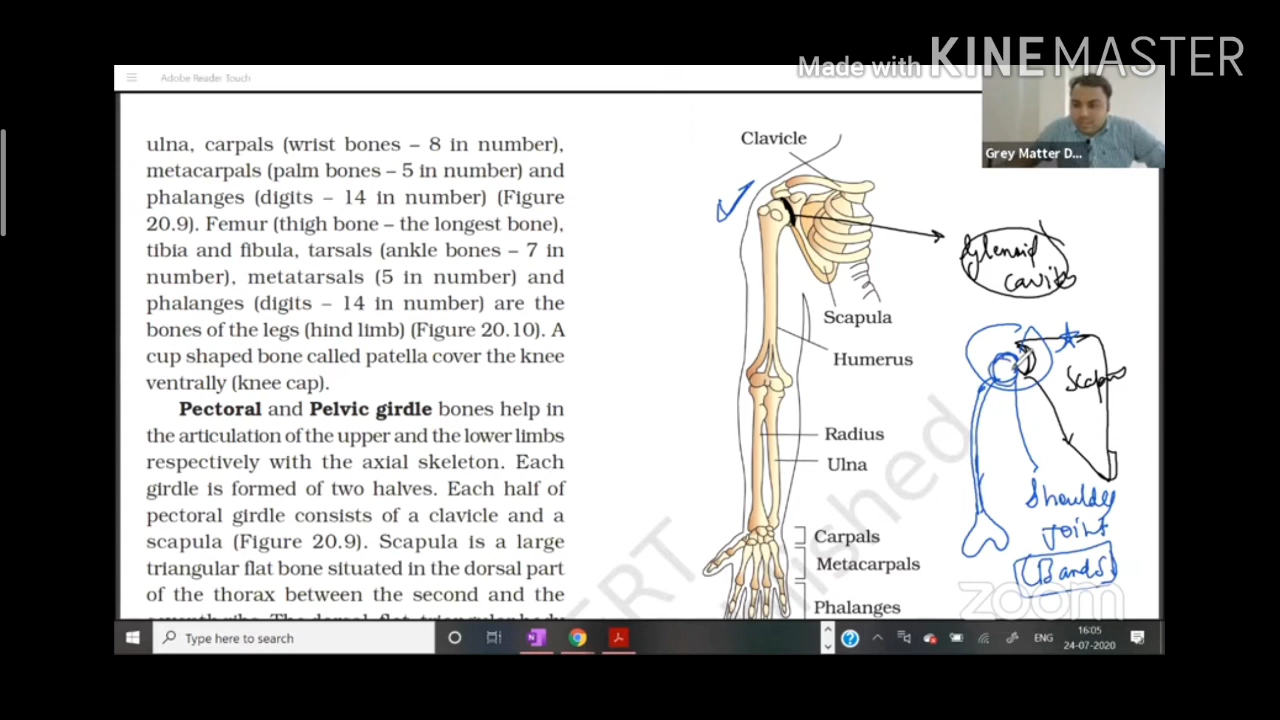 Made with KINEMASTER
Adobe Reader Touch
Grey Matter D...
ulna, carpals (wrist bones – 8 in number),
metacarpals (palm bones – 5 in number) and
phalanges (digits – 14 in number) (Figure
20.9). Femur (thigh bone – the longest bone),
tibia and fibula, tarsals (ankle bones – 7 in
number), metatarsals (5 in number) and
phalanges (digits – 14 in number) are the
bones of the legs (hind limb) (Figure 20.10). A
cup shaped bone called patella cover the knee
ventrally (knee cap).
Pectoral and Pelvic girdle bones help in
the articulation of the upper and the lower limbs
respectively with the axial skeleton. Each
girdle is formed of two halves. Each half of
pectoral girdle consists of a clavicle and a
scapula (Figure 20.9). Scapula is a large
triangular flat bone situated in the dorsal part
of the thorax between the second and the
Clavicle
Scapula
Humerus
Radius
Ulna
Carpals
Metacarpals
Phalanges
glenoid
cavity
Shoulder
Joint
zoom
Type here to search
ENG
16:05
24-07-2020